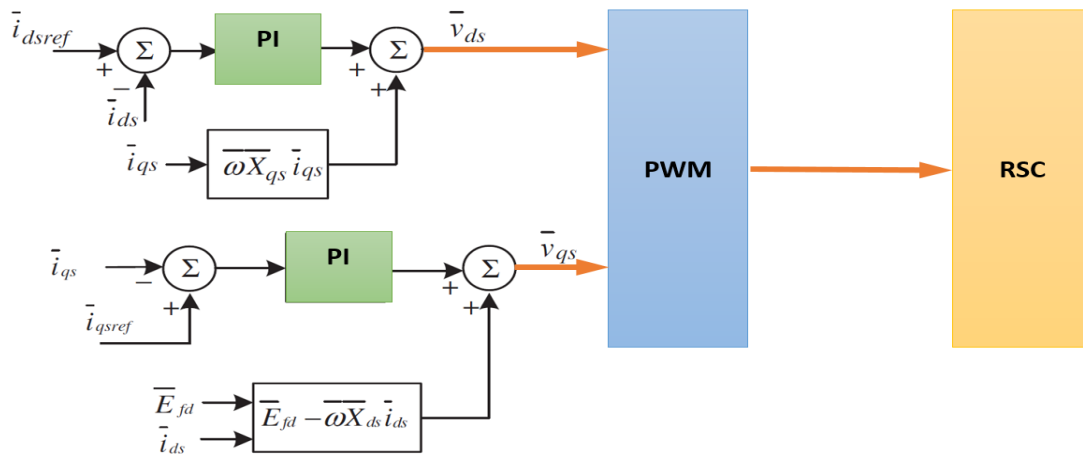 i̅dsref
Σ
+
−
i̅ds
PI
+
Σ
+
v̅ds
i̅qs
ω̅X̅qs i̅qs
PWM
RSC
i̅qs
−
Σ
+
i̅qsref
PI
+
Σ
+
v̅qs
E̅fd
i̅ds
E̅fd − ω̅X̅ds i̅ds